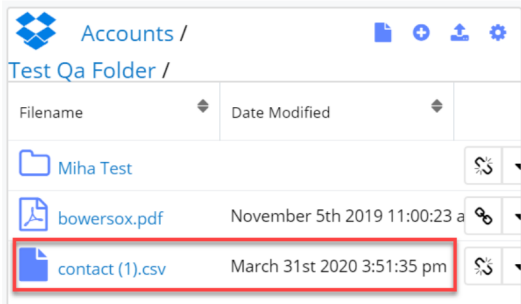 Accounts /
Test Qa Folder /
Filename Date Modified
Miha Test
bowersox.pdf November 5th 2019 11:00:23 a
contact (1).csv March 31st 2020 3:51:35 pm